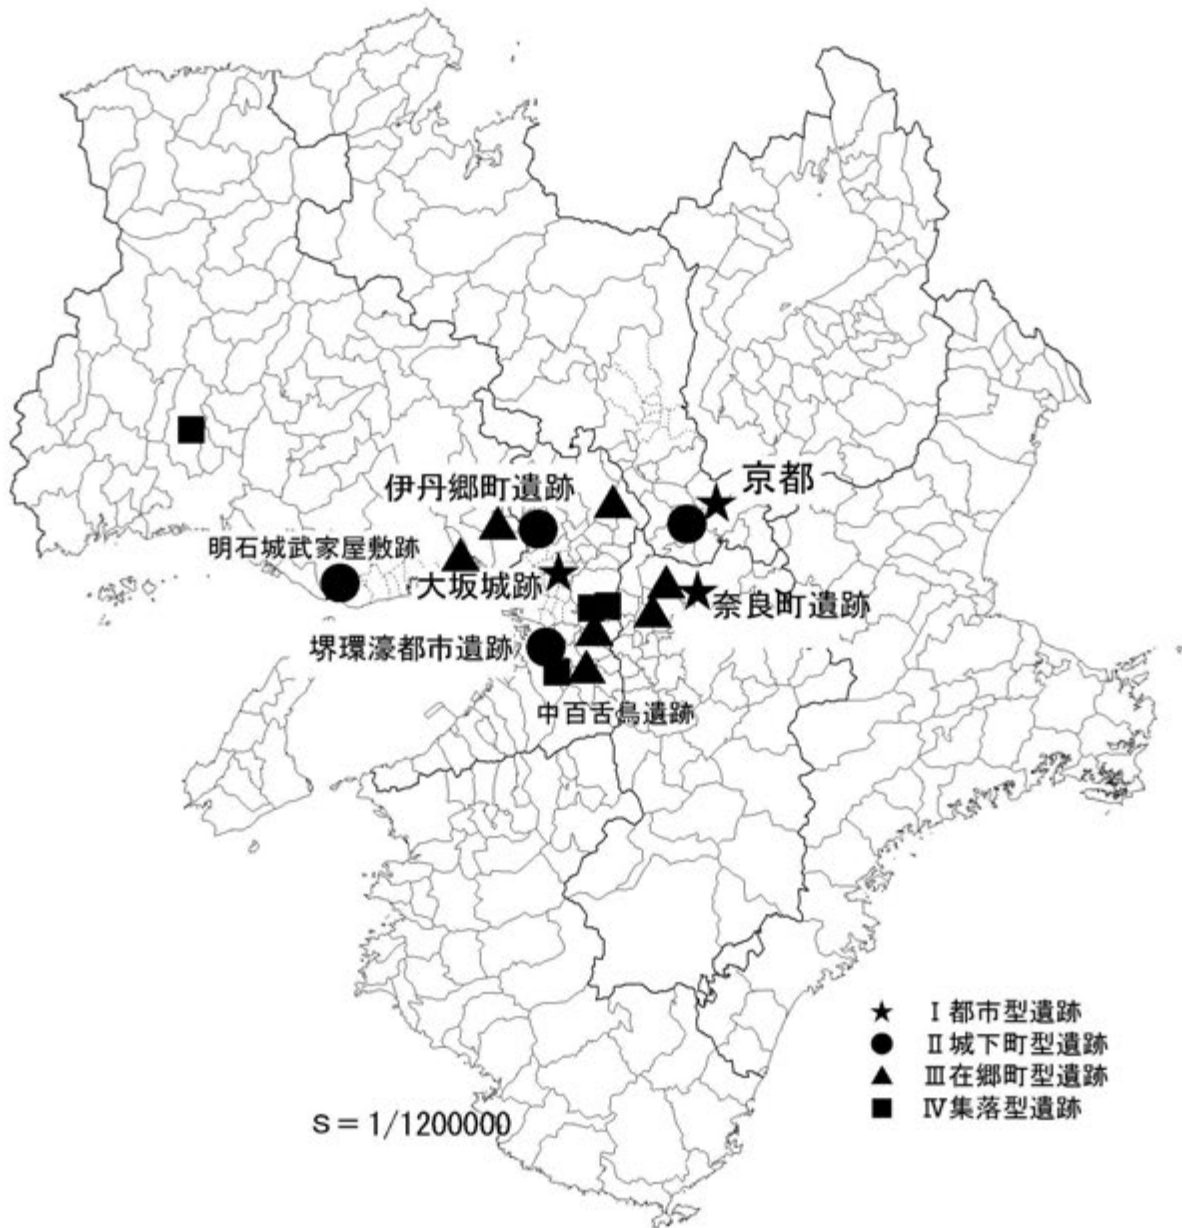 京都
伊丹郷町遺跡
明石城武家屋敷跡
大坂城跡
奈良町遺跡
堺環濠都市遺跡
中百舌鳥遺跡
Ⅰ都市型遺跡
Ⅱ城下町型遺跡
Ⅲ在郷町型遺跡
Ⅳ集落型遺跡
S=1/1200000